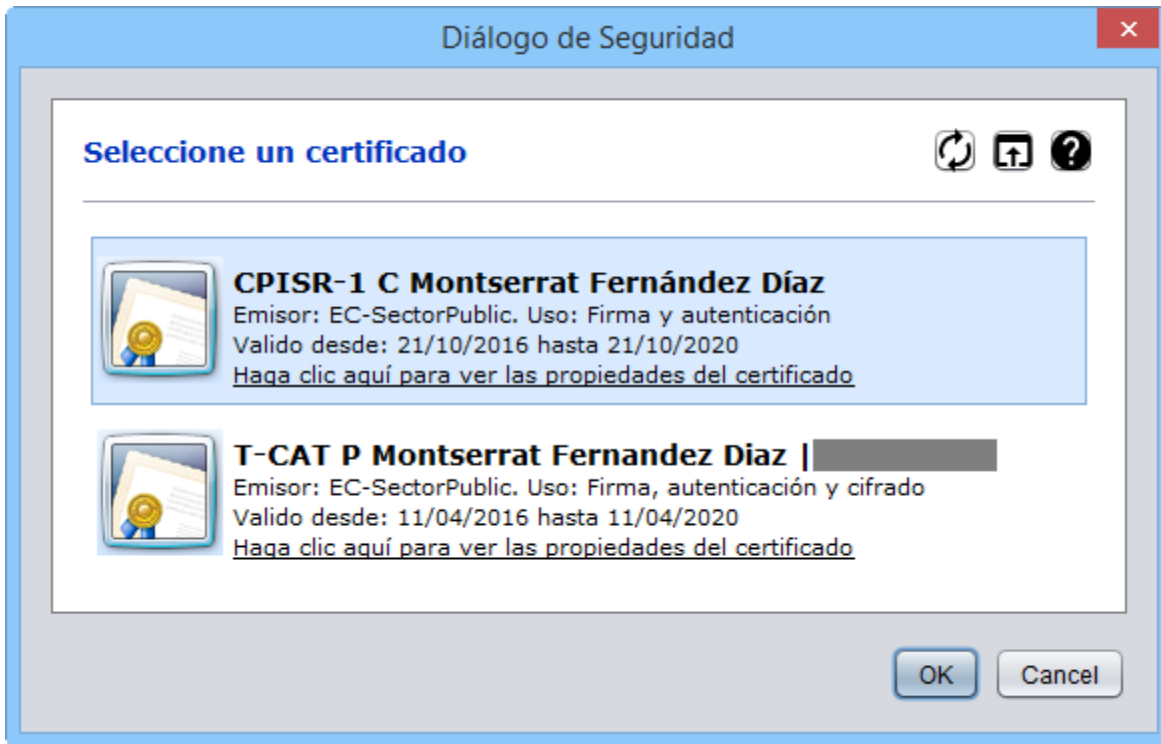 Diálogo de Seguridad
Seleccione un certificado
CPISR-1 C Montserrat Fernández Díaz
Emisor: EC-SectorPublic. Uso: Firma y autenticación
Valido desde: 21/10/2016 hasta 21/10/2020
Haga clic aquí para ver las propiedades del certificado
T-CAT P Montserrat Fernandez Diaz |
Emisor: EC-SectorPublic. Uso: Firma, autenticación y cifrado
Valido desde: 11/04/2016 hasta 11/04/2020
Haga clic aquí para ver las propiedades del certificado
OK Cancel